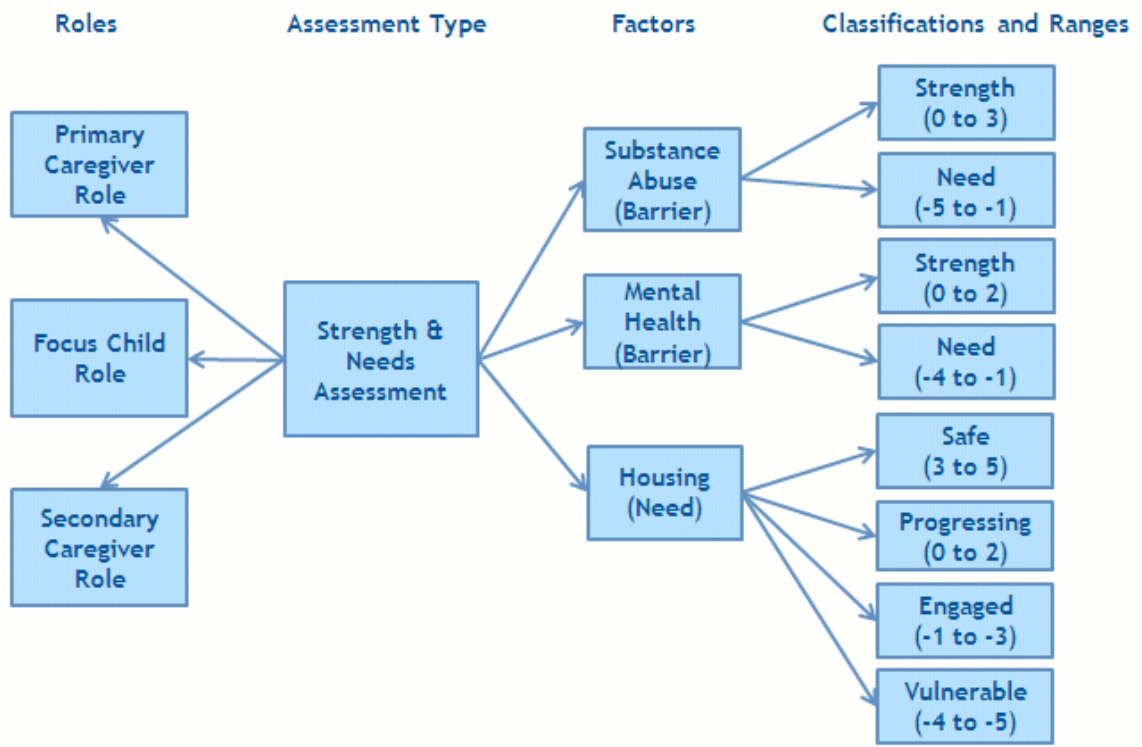 Roles
Assessment Type
Factors
Classifications and Ranges
Primary
Caregiver
Role
Focus Child
Role
Secondary
Caregiver
Role
Strength &
Needs
Assessment
Substance
Abuse
(Barrier)
Mental
Health
(Barrier)
Housing
(Need)
Strength
(0 to 3)
Need
(-5 to -1)
Strength
(0 to 2)
Need
(-4 to -1)
Safe
(3 to 5)
Progressing
(0 to 2)
Engaged
(-1 to -3)
Vulnerable
(-4 to -5)